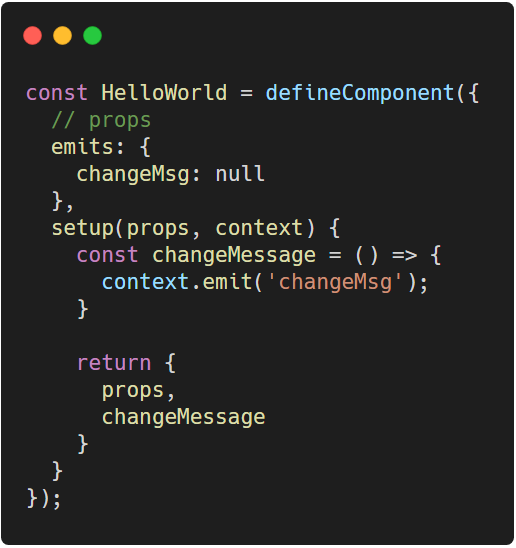 const HelloWorld = defineComponent({
  // props
  emits: {
    changeMsg: null
  },
  setup(props, context) {
    const changeMessage = () => {
      context.emit('changeMsg');
    }

    return {
      props,
      changeMessage
    }
  }
});